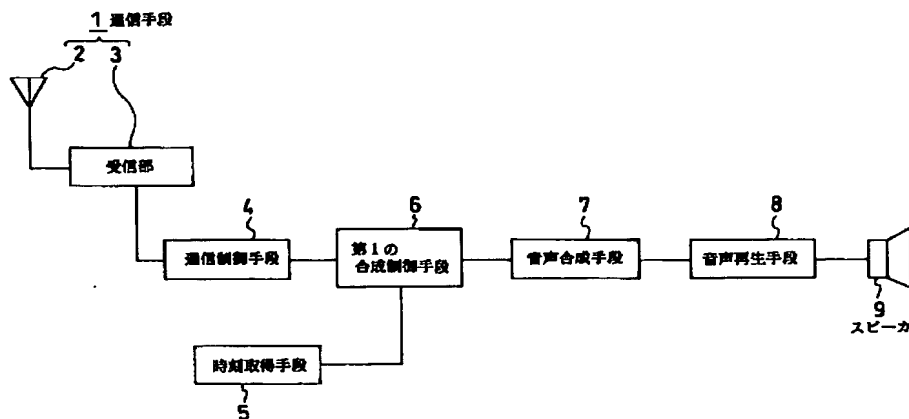 1 通信手段
2 3
受信部
4
通信制御手段
6
第1の
合成制御手段
7
音声合成手段
8
音声再生手段
9
スピーカ
時刻取得手段
5